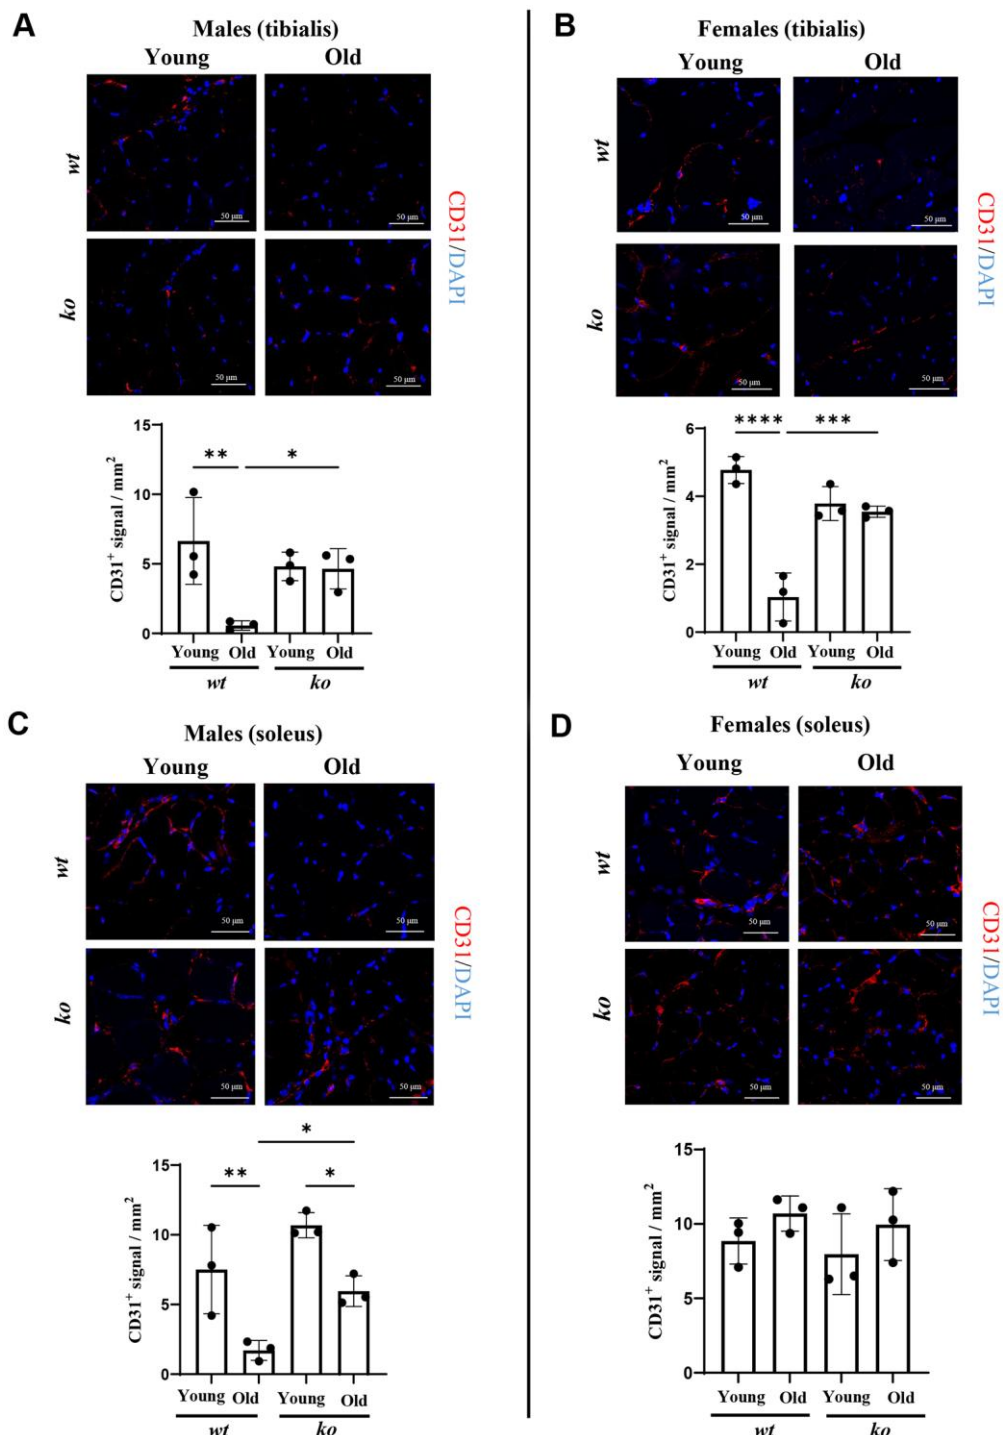 A
Males (tibialis)
Young Old
wt
50 μm
50 μm
ko
50 μm
50 μm
CD31/DAPI
** *
CD31+ signal / mm2
15
10
5
0
Young Old Young Old
wt ko
B
Females (tibialis)
Young Old
wt
50 μm
50 μm
ko
50 μm
50 μm
CD31/DAPI
**** ***
CD31+ signal / mm2
6
4
2
0
Young Old Young Old
wt ko
C
Males (soleus)
Young Old
wt
50 μm
50 μm
ko
50 μm
50 μm
CD31/DAPI
*
** *
CD31+ signal / mm2
15
10
5
0
Young Old Young Old
wt ko
D
Females (soleus)
Young Old
wt
50 μm
50 μm
ko
50 μm
50 μm
CD31/DAPI
CD31+ signal / mm2
15
10
5
0
Young Old Young Old
wt ko